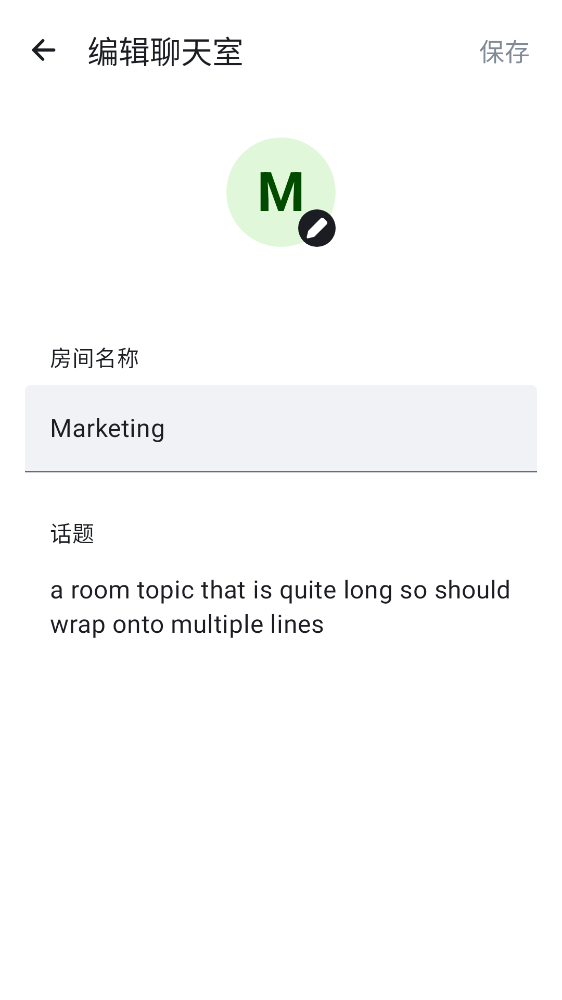 编辑聊天室
保存
M
房间名称
Marketing
话题
a room topic that is quite long so should
wrap onto multiple lines